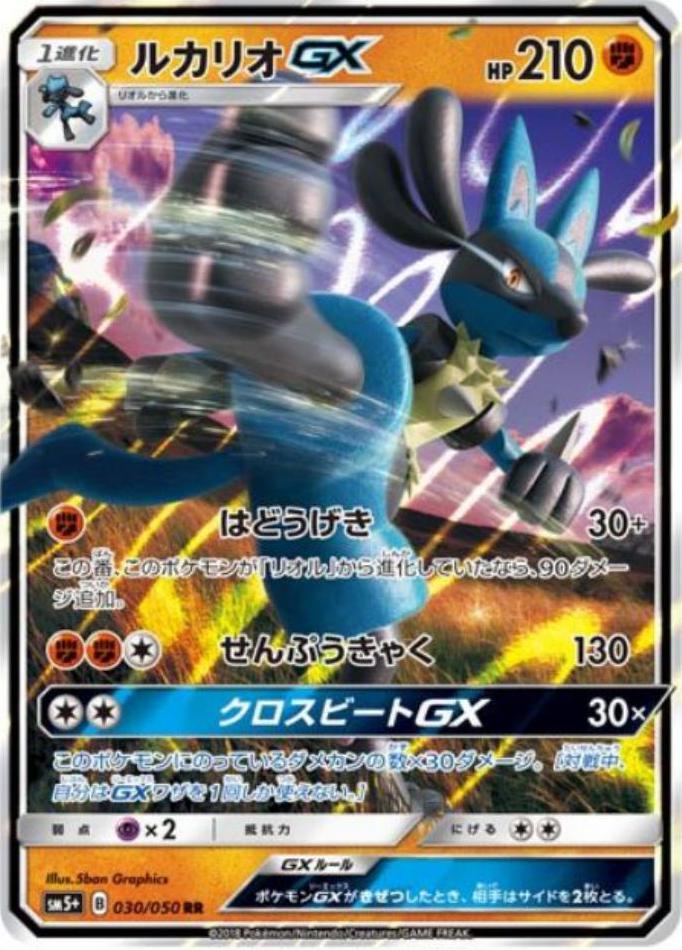 1進化 ルカリオGX HP 210
リオルから進化
はどうげき 30+
この番、このポケモンが「リオル」から進化していたなら、90ダメー
ジ追加。
せんぷうきゃく 130
クロスビートGX 30×
このポケモンにのっているダメカンの数×30ダメージ。[対戦中、
自分はGXワザを1回しか使えない。]
弱点 ×2 抵抗力 にげる
Illus. 5ban Graphics
GXルール
SM5+ B 030/050 RR
ポケモンGXがきぜつしたとき、相手はサイドを2枚とる。
©2018 Pokémon/Nintendo/Creatures/GAME FREAK.